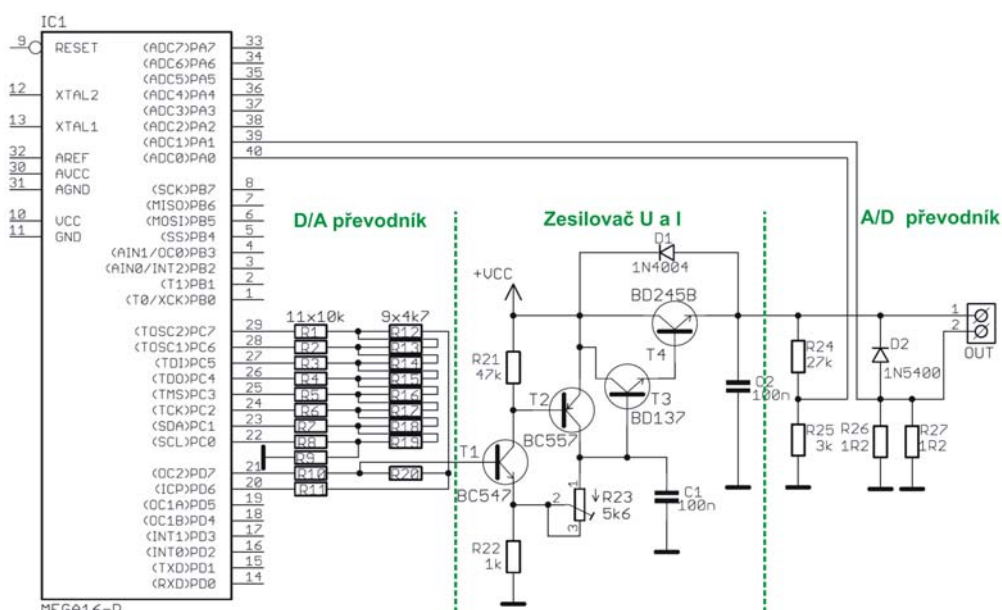 IC1
9 RESET (ADC7)PA7 33
(ADC6)PA6 34
(ADC5)PA5 35
12 XTAL2 (ADC4)PA4 36
(ADC3)PA3 37
13 XTAL1 (ADC2)PA2 38
(ADC1)PA1 39
32 AREF (ADC0)PA0 40
30 AVCC
31 AGND (SCK)PB7 8
(MISO)PB6 7
10 VCC (MOSI)PB5 6
11 GND (SS)PB4 5
(AIN1/OC0)PB3 4
(AIN0/INT2)PB2 3
(T1)PB1 2
(T0/XCK)PB0 1
(TOSC2)PC7 29
(TOSC1)PC6 28
(TDI)PC5 27
(TDO)PC4 26
(TMS)PC3 25
(TCK)PC2 24
(SDA)PC1 23
(SCL)PC0 22
(OC2)PD7 21
(ICP)PD6 20
(OC1A)PD5 19
(OC1B)PD4 18
(INT1)PD3 17
(INT0)PD2 16
(TXD)PD1 15
(RXD)PD0 14
MEGA16-P
D/A převodník
11x10k 9x4k7
R1 R12
R2 R13
R3 R14
R4 R15
R5 R16
R6 R17
R7 R18
R8 R19
R9
R10 R20
R11
Zesilovač U a I
D1
1N4004
+VCC
BD245B
T4
R21
47k
T2
BC557
T3
BD137
T1
BC547
1
2
3
R23
5k6
C1
100n
R22
1k
C2
100n
A/D převodník
1
2
OUT
R24
27k
D2
1N5400
R25
3k
R26
1R2
R27
1R2